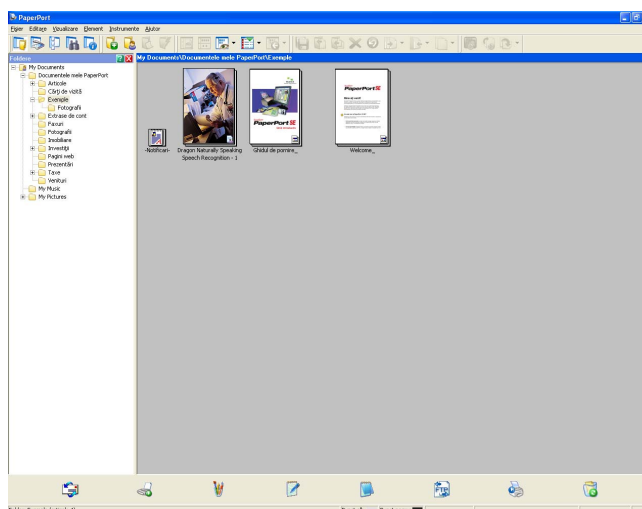 PaperPort
Fişier Editare Vizualizare Element Instrumente Ajutor
Foldere
My Documents\Documentele mele PaperPort\Exemple
My Documents
Documentele mele PaperPort
Articole
Cărţi de vizită
Exemple
Fotografii
Extrase de cont
Faxuri
Fotografii
Imobiliare
Investiţii
Pagini web
Prezentări
Taxe
Venituri
My Music
My Pictures
PaperPort SE
PaperPort SE
-Notificari-
Dragon Naturally Speaking
Speech Recognition - 1
Ghidul de pornire_
Welcome_
FTP